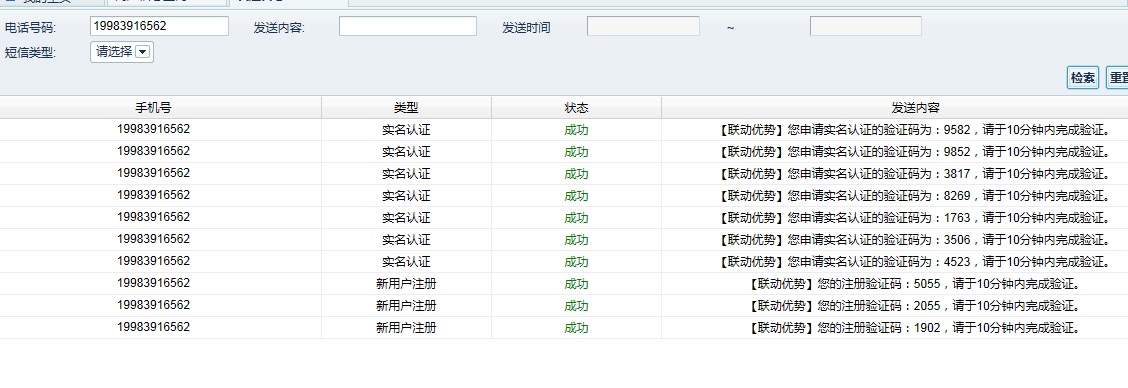 电话号码: 19983916562 发送内容: 发送时间 ~
短信类型: 请选择
检索 重置
手机号 类型 状态 发送内容
19983916562 实名认证 成功 【联动优势】您申请实名认证的验证码为：9582，请于10分钟内完成验证。
19983916562 实名认证 成功 【联动优势】您申请实名认证的验证码为：9852，请于10分钟内完成验证。
19983916562 实名认证 成功 【联动优势】您申请实名认证的验证码为：3817，请于10分钟内完成验证。
19983916562 实名认证 成功 【联动优势】您申请实名认证的验证码为：8269，请于10分钟内完成验证。
19983916562 实名认证 成功 【联动优势】您申请实名认证的验证码为：1763，请于10分钟内完成验证。
19983916562 实名认证 成功 【联动优势】您申请实名认证的验证码为：3506，请于10分钟内完成验证。
19983916562 实名认证 成功 【联动优势】您申请实名认证的验证码为：4523，请于10分钟内完成验证。
19983916562 新用户注册 成功 【联动优势】您的注册验证码：5055，请于10分钟内完成验证。
19983916562 新用户注册 成功 【联动优势】您的注册验证码：2055，请于10分钟内完成验证。
19983916562 新用户注册 成功 【联动优势】您的注册验证码：1902，请于10分钟内完成验证。